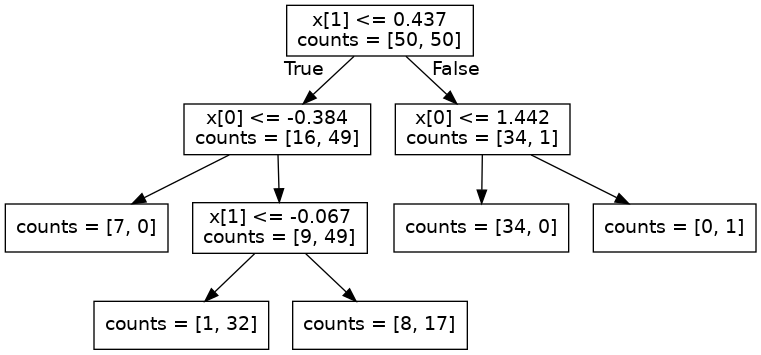 x[1] <= 0.437
counts = [50, 50]
True
False
x[0] <= -0.384
counts = [16, 49]
x[0] <= 1.442
counts = [34, 1]
counts = [7, 0]
x[1] <= -0.067
counts = [9, 49]
counts = [34, 0]
counts = [0, 1]
counts = [1, 32]
counts = [8, 17]